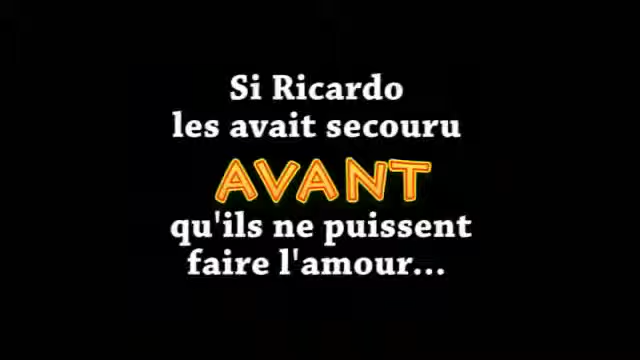 Si Ricardo
les avait secouru
AVANT
qu'ils ne puissent
faire l'amour...